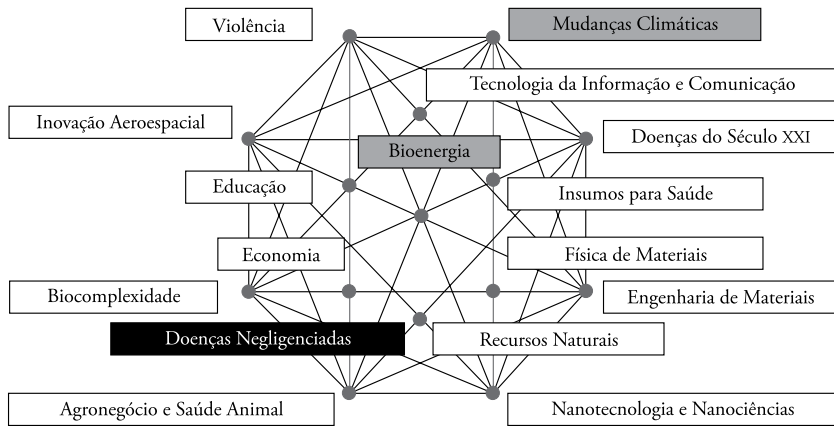 Violência
Mudanças Climáticas
Tecnologia da Informação e Comunicação
Inovação Aeroespacial
Doenças do Século XXI
Bioenergia
Educação
Insumos para Saúde
Economia
Física de Materiais
Biocomplexidade
Engenharia de Materiais
Doenças Negligenciadas
Recursos Naturais
Agronegócio e Saúde Animal
Nanotecnologia e Nanociências